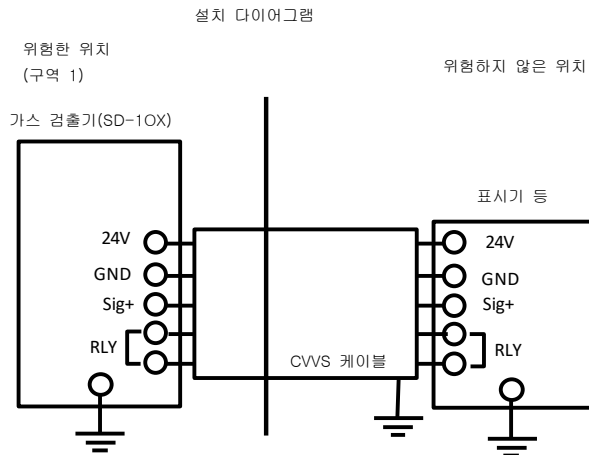 설치 다이어그램
위험한 위치
(구역 1)
위험하지 않은 위치
가스 검출기(SD-1OX)
표시기 등
24V
GND
Sig+
RLY
CVVS 케이블
24V
GND
Sig+
RLY